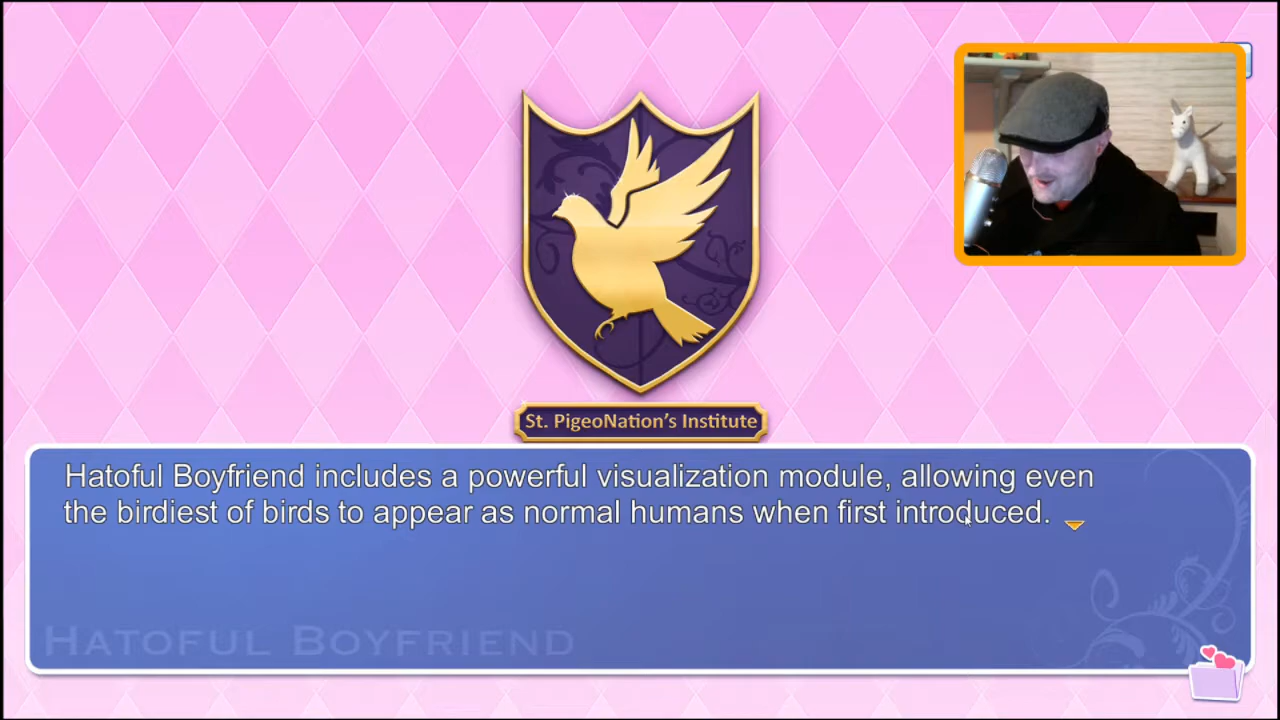 St. PigeoNation's Institute
Hatoful Boyfriend includes a powerful visualization module, allowing even
the birdiest of birds to appear as normal humans when first introduced.
HATOFUL BOYFRIEND